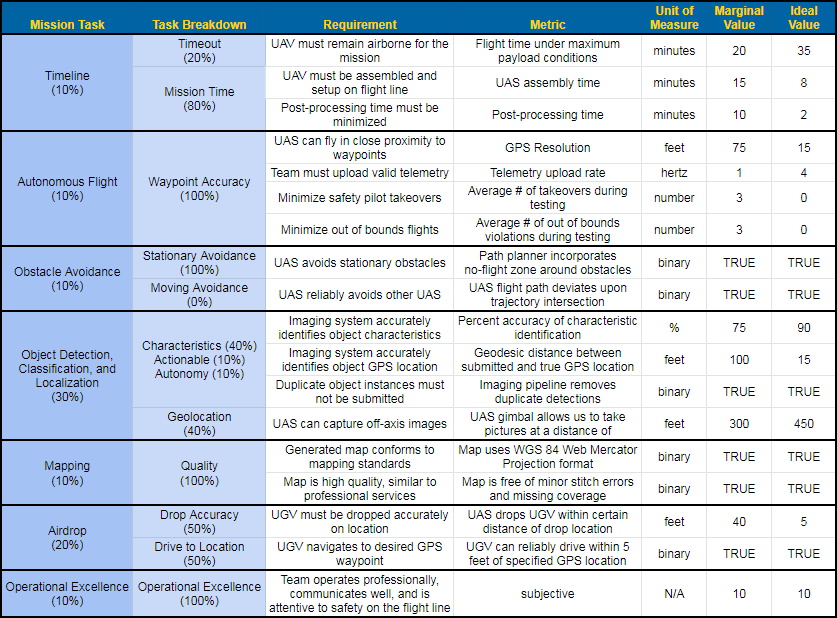 Mission Task
Task Breakdown
Requirement
Metric
Unit of
Measure
Marginal
Value
Ideal
Value
Timeline
(10%)
Timeout
(20%)
UAV must remain airborne for the
mission
Flight time under maximum
payload conditions
minutes
20
35
Mission Time
(80%)
UAV must be assembled and
setup on flight line
UAS assembly time
minutes
15
8
Post-processing time must be
minimized
Post-processing time
minutes
10
2
Autonomous Flight
(10%)
Waypoint Accuracy
(100%)
UAS can fly in close proximity to
waypoints
GPS Resolution
feet
75
15
Team must upload valid telemetry
Telemetry upload rate
hertz
1
4
Minimize safety pilot takeovers
Average # of takeovers during
testing
number
3
0
Minimize out of bounds flights
Average # of out of bounds
violations during testing
number
3
0
Obstacle Avoidance
(10%)
Stationary Avoidance
(100%)
UAS avoids stationary obstacles
Path planner incorporates
no-flight zone around obstacles
binary
TRUE
TRUE
Moving Avoidance
(0%)
UAS reliably avoids other UAS
UAS flight path deviates upon
trajectory intersection
binary
TRUE
TRUE
Object Detection,
Classification, and
Localization
(30%)
Characteristics (40%)
Actionable (10%)
Autonomy (10%)
Imaging system accurately
identifies object characteristics
Percent accuracy of characteristic
identification
%
75
90
Imaging system accurately
identifies object GPS location
Geodesic distance between
submitted and true GPS location
feet
100
15
Duplicate object instances must
not be submitted
Imaging pipeline removes
duplicate detections
binary
TRUE
TRUE
Geolocation
(40%)
UAS can capture off-axis images
UAS gimbal allows us to take
pictures at a distance of
feet
300
450
Mapping
(10%)
Quality
(100%)
Generated map conforms to
mapping standards
Map uses WGS 84 Web Mercator
Projection format
binary
TRUE
TRUE
Map is high quality, similar to
professional services
Map is free of minor stitch errors
and missing coverage
binary
TRUE
TRUE
Airdrop
(20%)
Drop Accuracy
(50%)
UGV must be dropped accurately
on location
UAS drops UGV within certain
distance of drop location
feet
40
5
Drive to Location
(50%)
UGV navigates to desired GPS
waypoint
UGV can reliably drive within 5
feet of specified GPS location
binary
TRUE
TRUE
Operational Excellence
(10%)
Operational Excellence
(100%)
Team operates professionally,
communicates well, and is
attentive to safety on the flight line
subjective
N/A
10
10